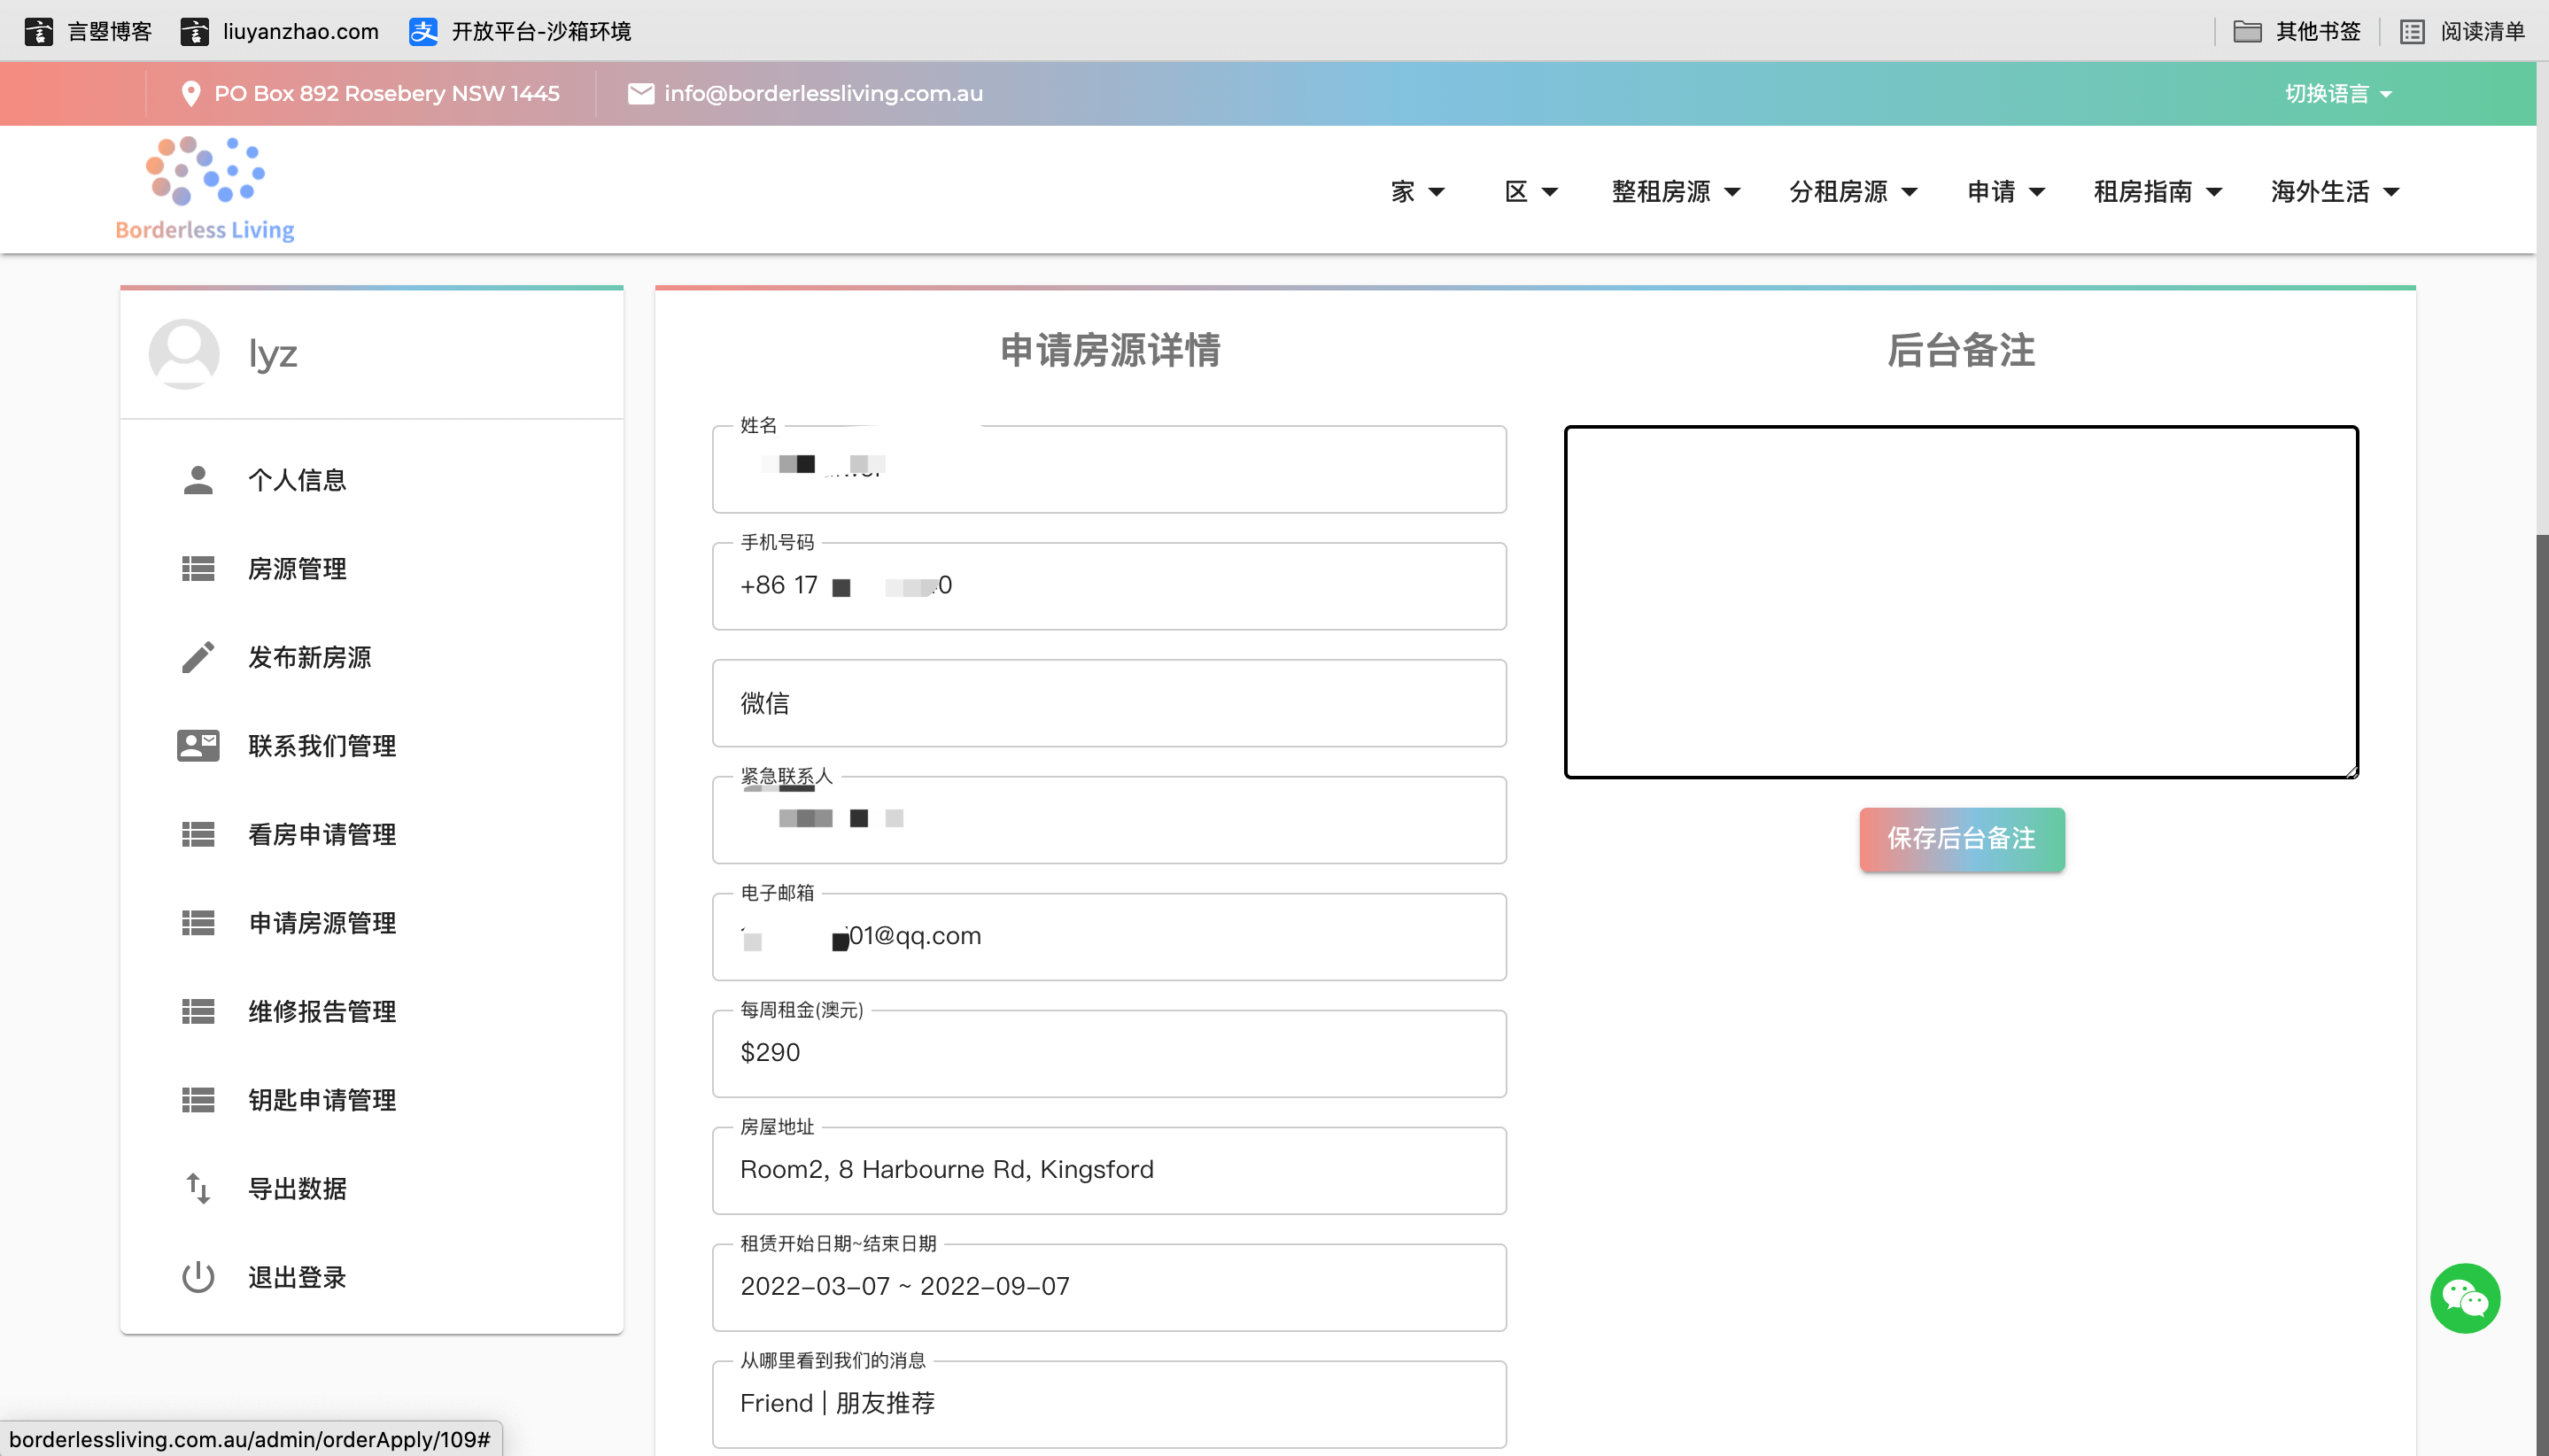 言曌博客
liuyanzhao.com
开放平台-沙箱环境
其他书签
阅读清单
PO Box 892 Rosebery NSW 1445
info@borderlessliving.com.au
切换语言
Borderless Living
家
区
整租房源
分租房源
申请
租房指南
海外生活
lyz
个人信息
房源管理
发布新房源
联系我们管理
看房申请管理
申请房源管理
维修报告管理
钥匙申请管理
导出数据
退出登录
申请房源详情
姓名
手机号码
+86 17 0
微信
紧急联系人
电子邮箱
01@qq.com
每周租金(澳元)
$290
房屋地址
Room2, 8 Harbourne Rd, Kingsford
租赁开始日期~结束日期
2022-03-07 ~ 2022-09-07
从哪里看到我们的消息
Friend | 朋友推荐
后台备注
保存后台备注
borderlessliving.com.au/admin/orderApply/109#